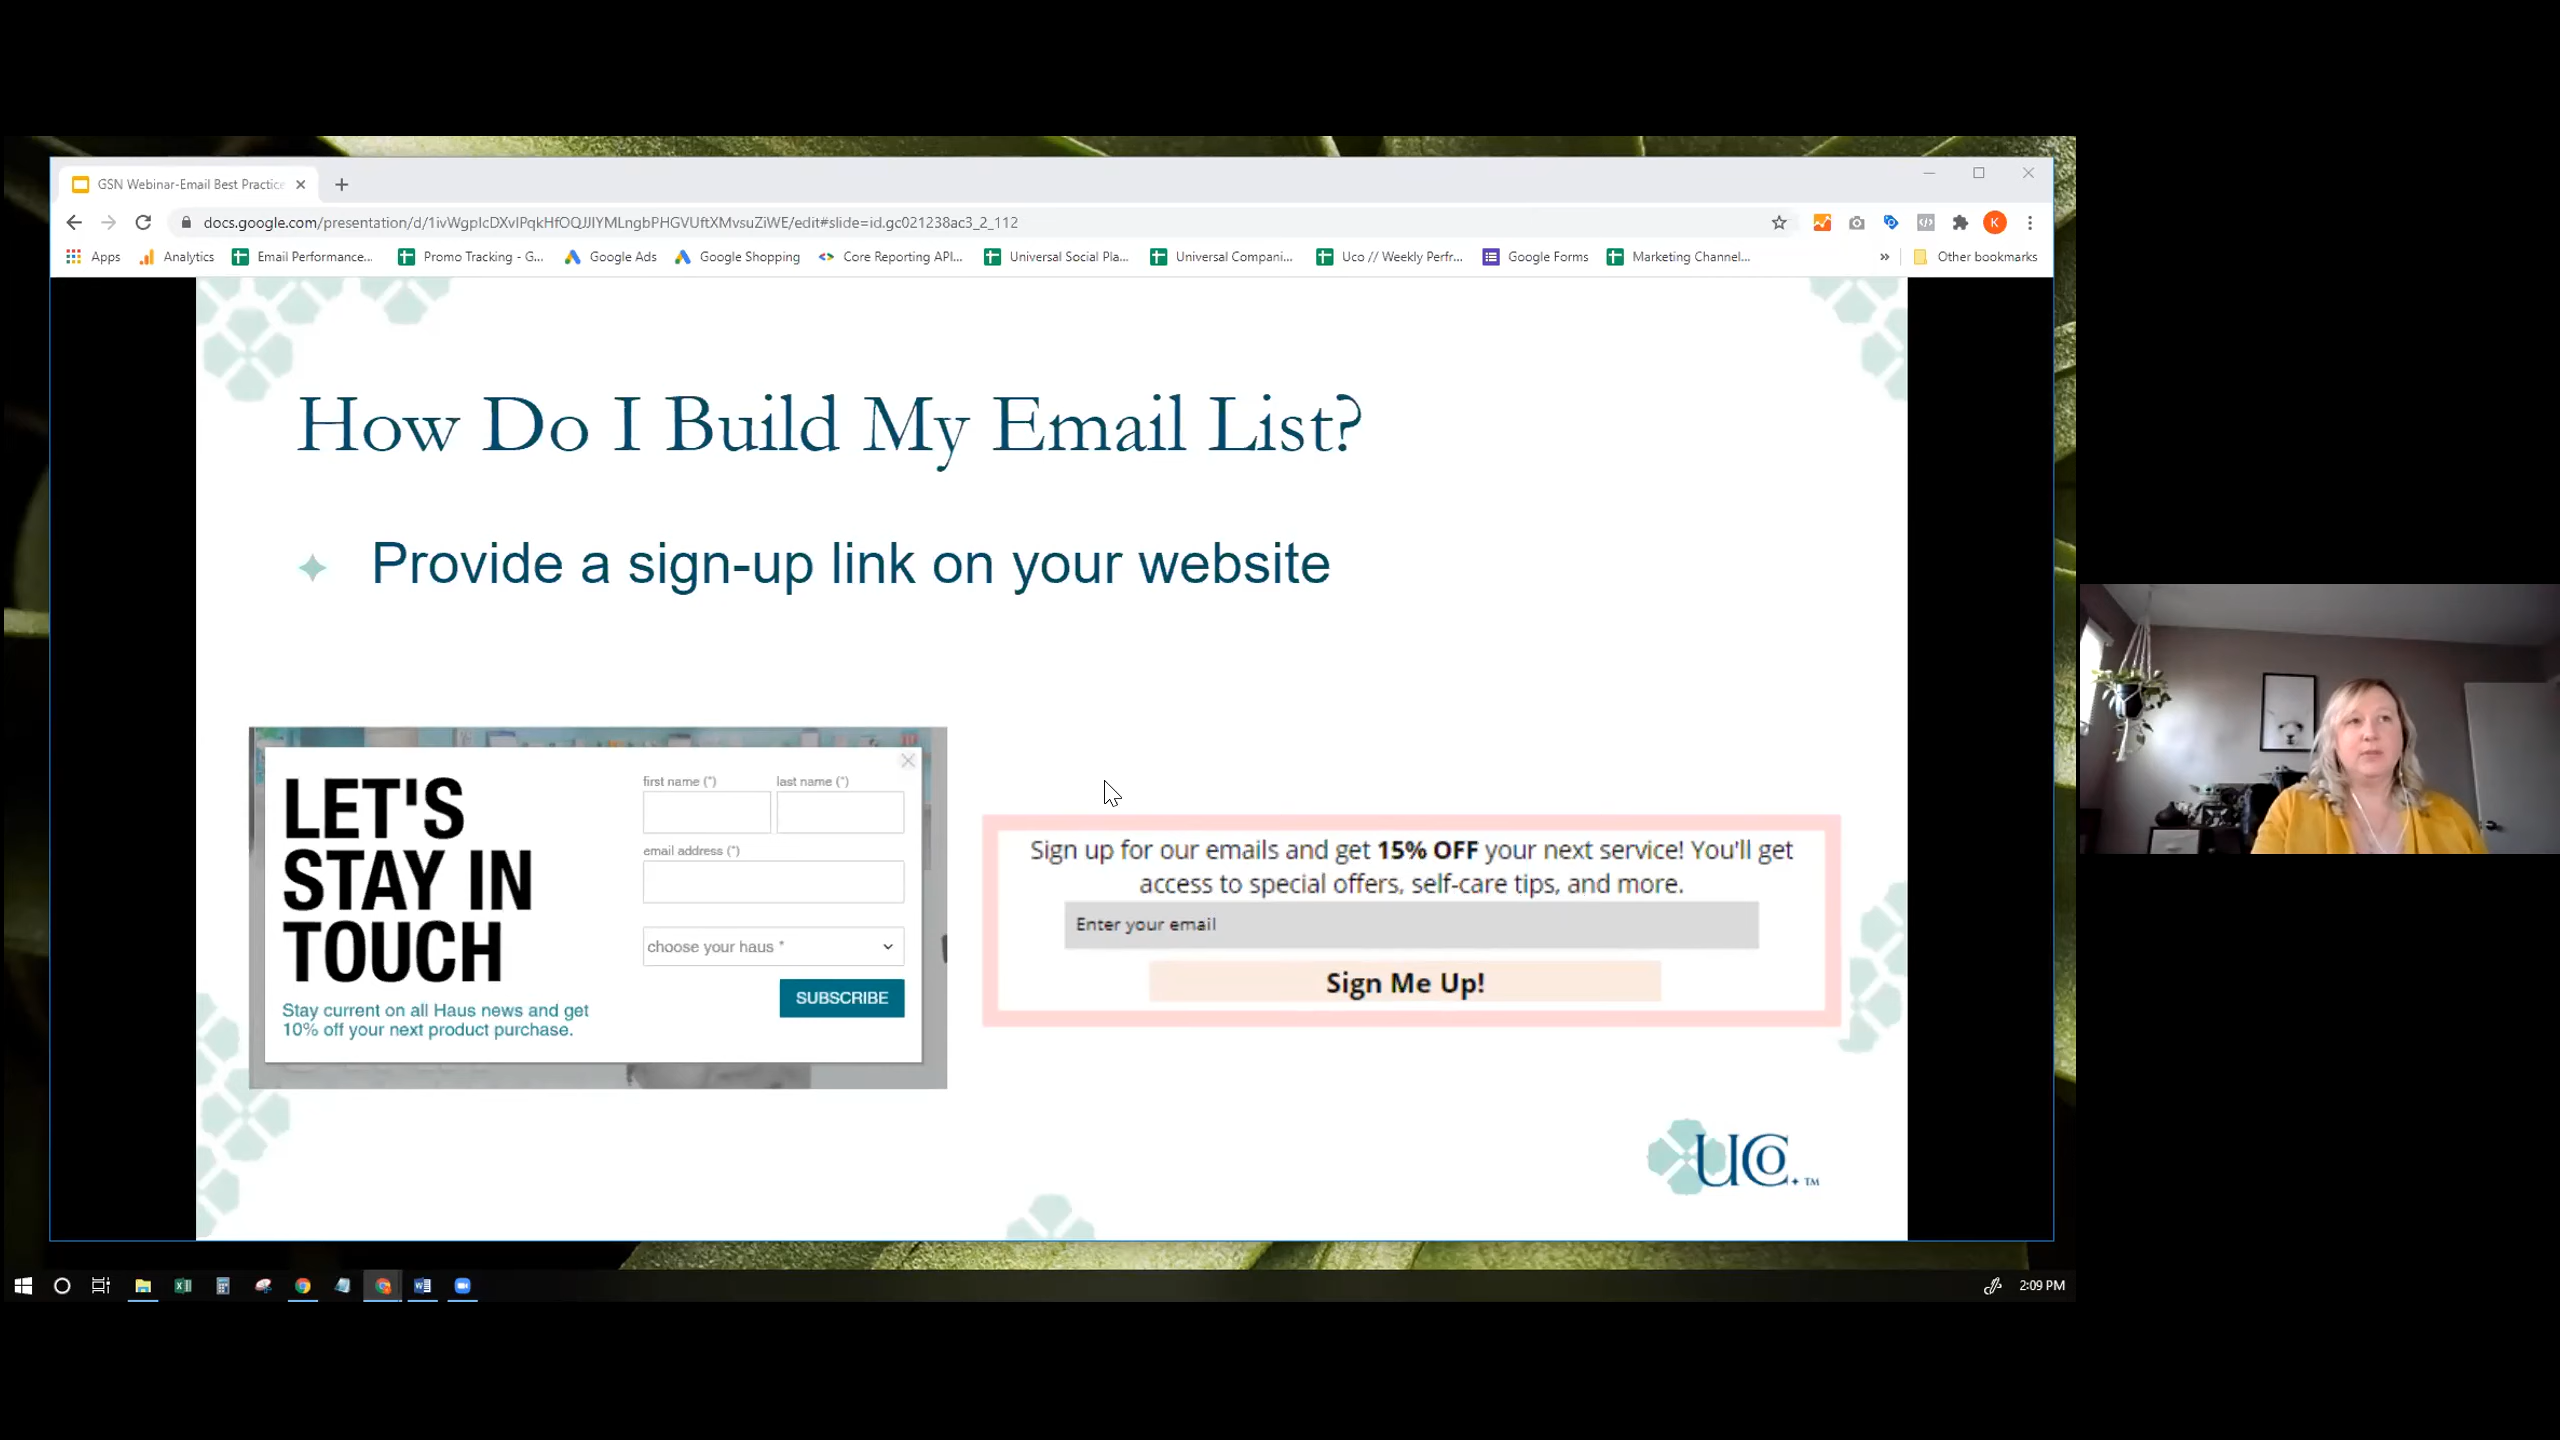 GSN Webinar-Email Best Practice
docs.google.com/presentation/d/1ivWgpIcDXvIPqkHfOQJJIYMLngbPHGVUftXMvsuZiWE/edit#slide=id.gc021238ac3_2_112
K
Apps Analytics Email Performance... Promo Tracking - G... Google Ads Google Shopping Core Reporting API... Universal Social Pla... Universal Compani... Uco // Weekly Perfr... Google Forms Marketing Channel... » Other bookmarks
How Do I Build My Email List?
Provide a sign-up link on your website
LET'S
STAY IN
TOUCH
Stay current on all Haus news and get
10% off your next product purchase.
first name (*) last name (*)
email address (*)
choose your haus *
SUBSCRIBE
Sign up for our emails and get 15% OFF your next service! You'll get
access to special offers, self-care tips, and more.
Enter your email
Sign Me Up!
UCo. TM
2:09 PM